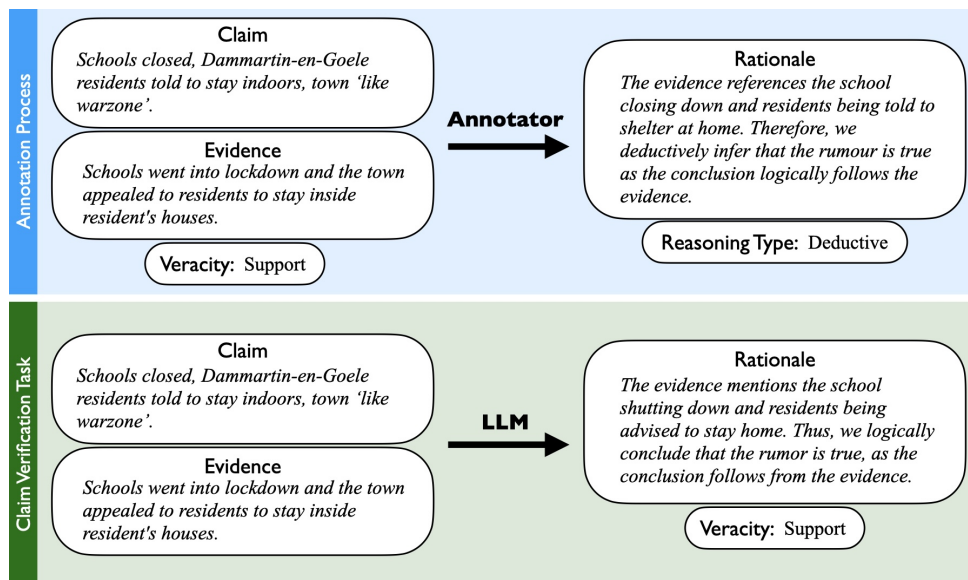 Annotation Process
Claim
Schools closed, Dammartin-en-Goele
residents told to stay indoors, town ‘like
warzone’.
Evidence
Schools went into lockdown and the town
appealed to residents to stay inside
resident's houses.
Veracity: Support
Annotator
Rationale
The evidence references the school
closing down and residents being told to
shelter at home. Therefore, we
deductively infer that the rumour is true
as the conclusion logically follows the
evidence.
Reasoning Type: Deductive
Claim Verification Task
Claim
Schools closed, Dammartin-en-Goele
residents told to stay indoors, town ‘like
warzone’.
Evidence
Schools went into lockdown and the town
appealed to residents to stay inside
resident's houses.
LLM
Rationale
The evidence mentions the school
shutting down and residents being
advised to stay home. Thus, we logically
conclude that the rumor is true, as the
conclusion follows from the evidence.
Veracity: Support